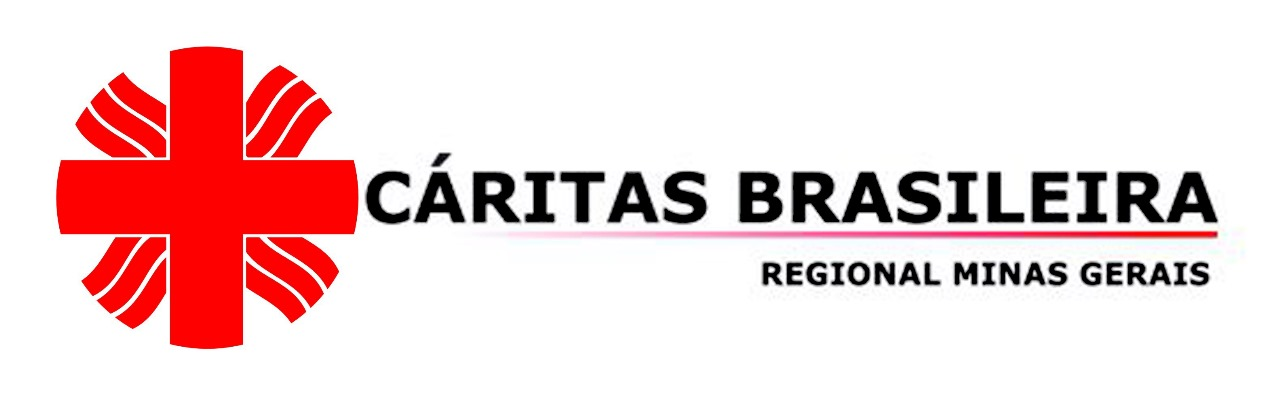 CÁRITAS BRASILEIRA
REGIONAL MINAS GERAIS